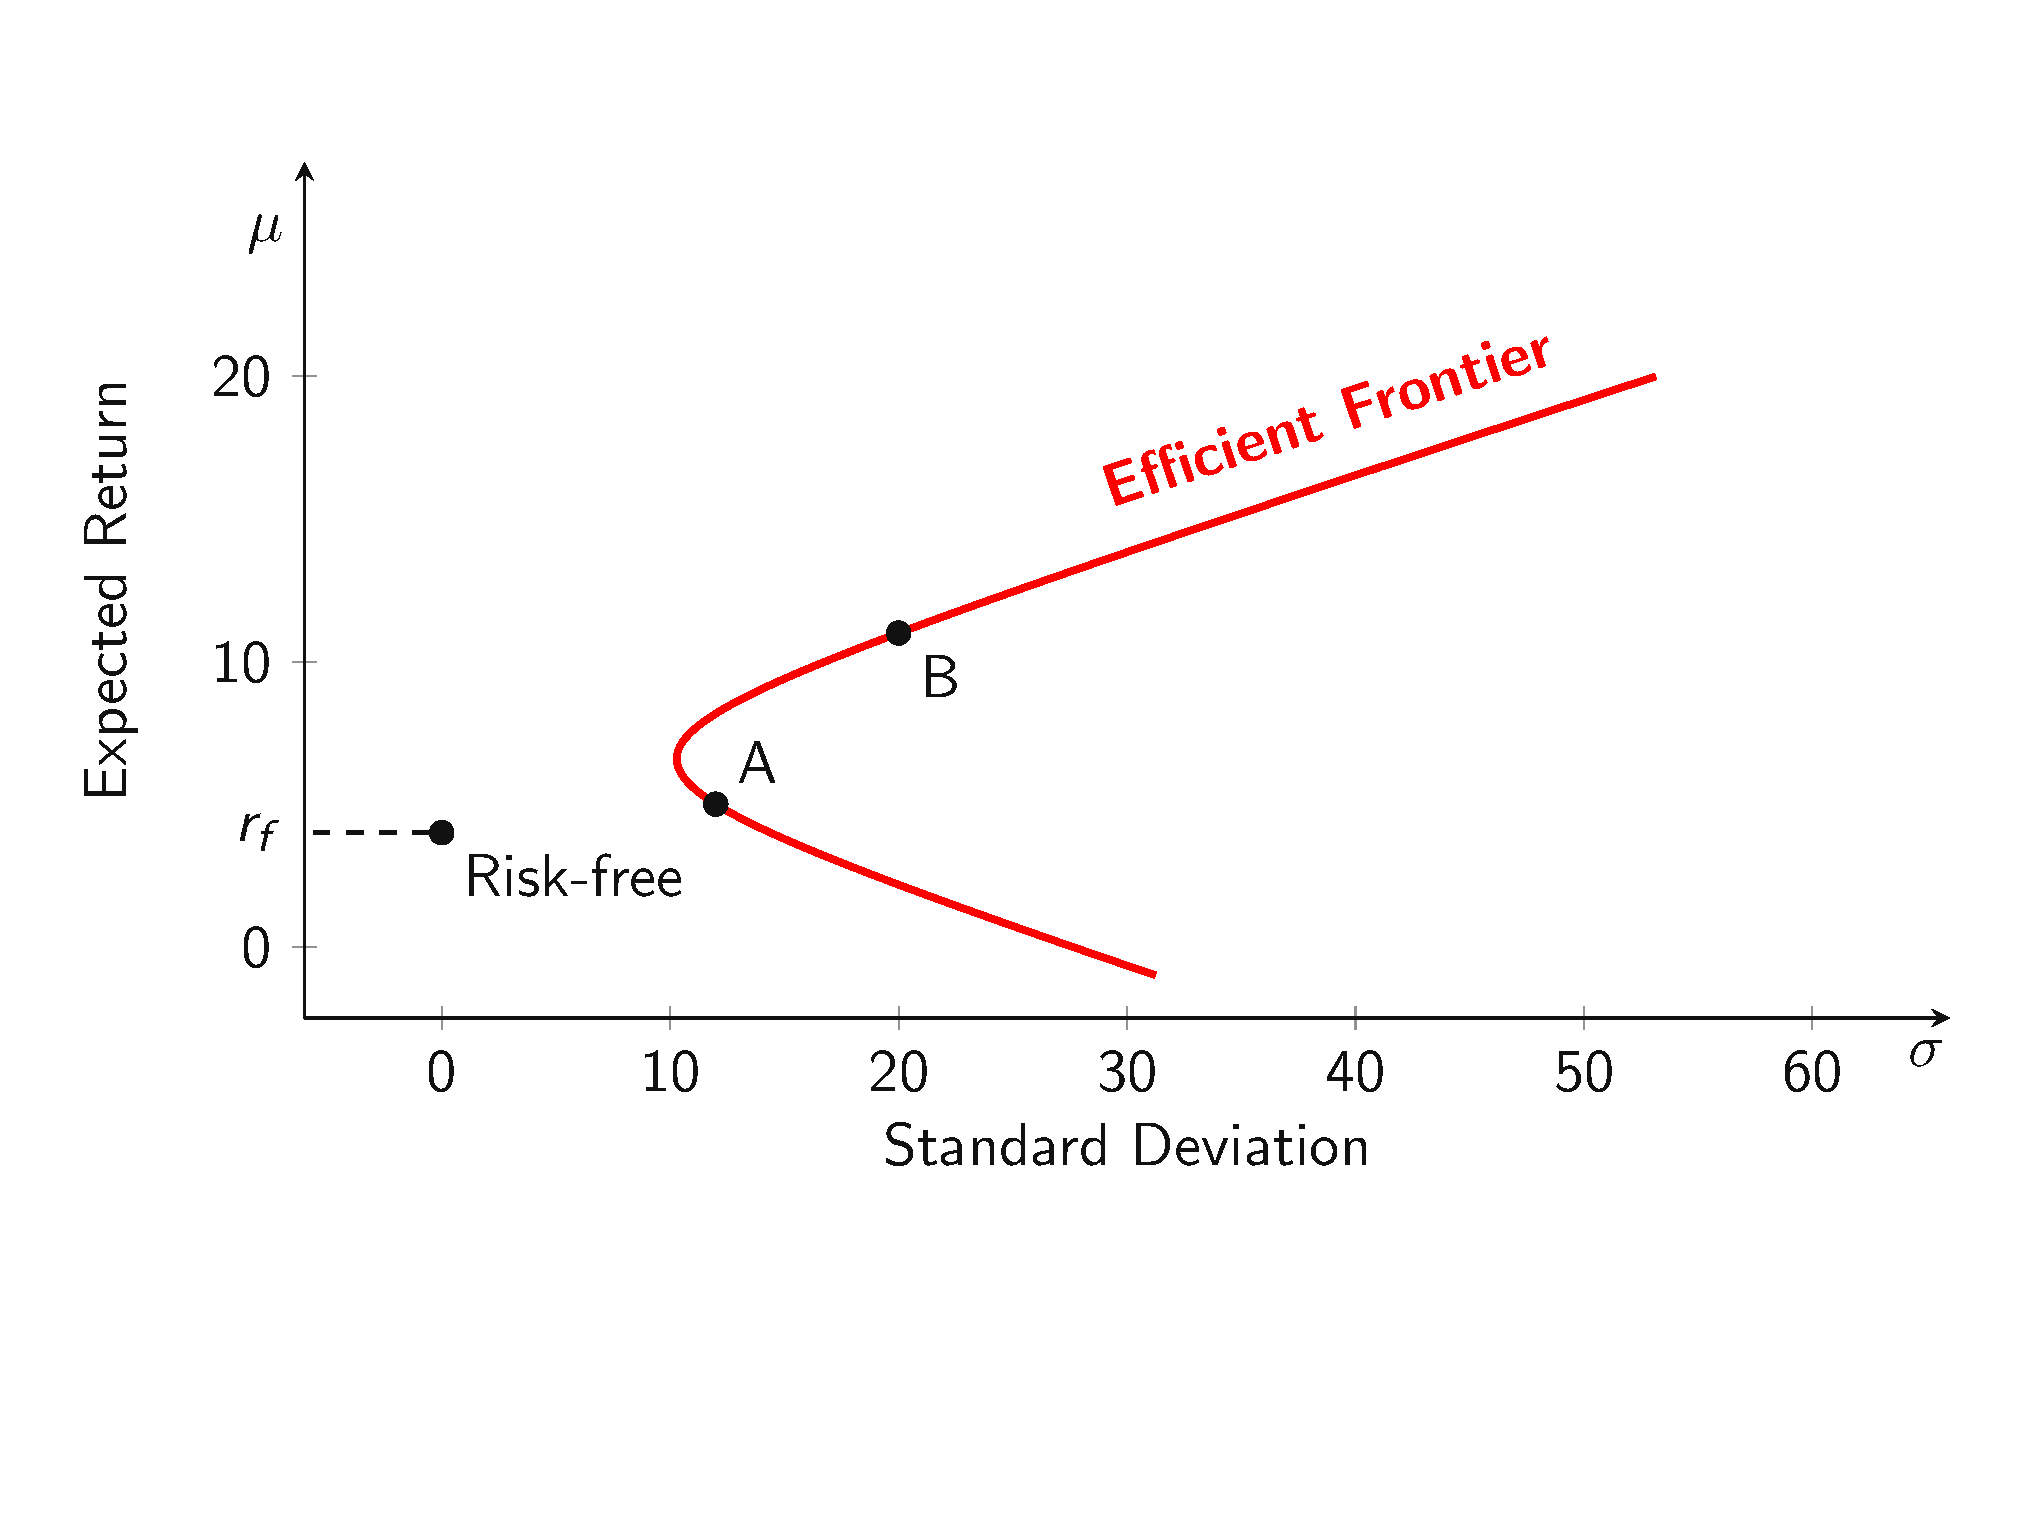 μ
Efficient Frontier
20
Expected Return
10
B
A
r_f
Risk-free
0
0 10 20 30 40 50 60
σ
Standard Deviation